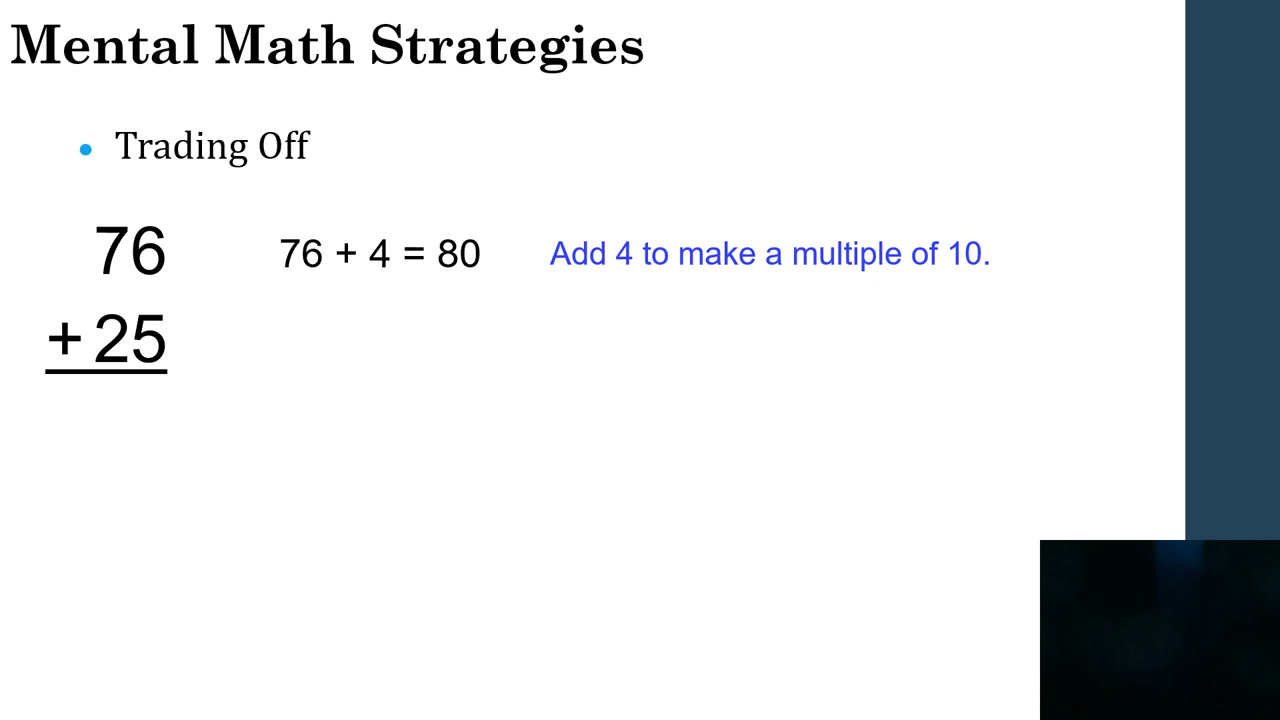 Mental Math Strategies
• Trading Off
76 76 + 4 = 80 Add 4 to make a multiple of 10.
+ 25